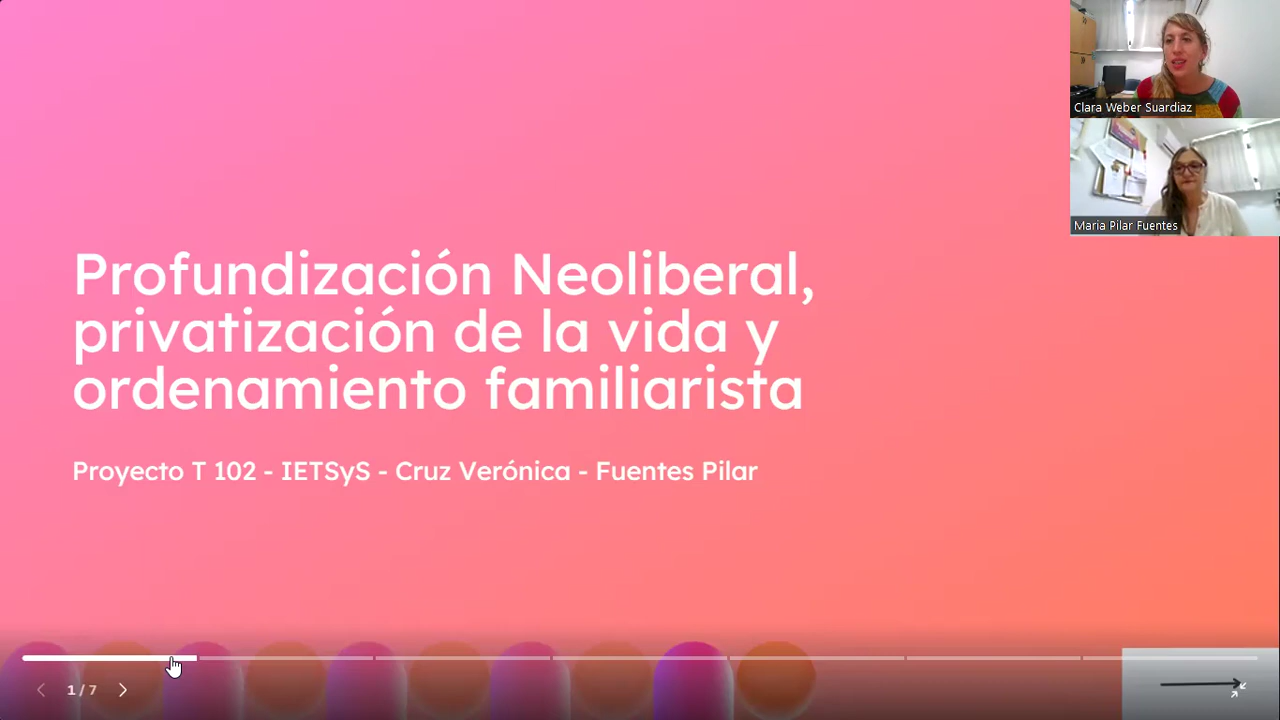 Clara Weber Suardiaz
Maria Pilar Fuentes
Profundización Neoliberal,
privatización de la vida y
ordenamiento familiarista
Proyecto T 102 - IETSyS - Cruz Verónica - Fuentes Pilar
1 / 7